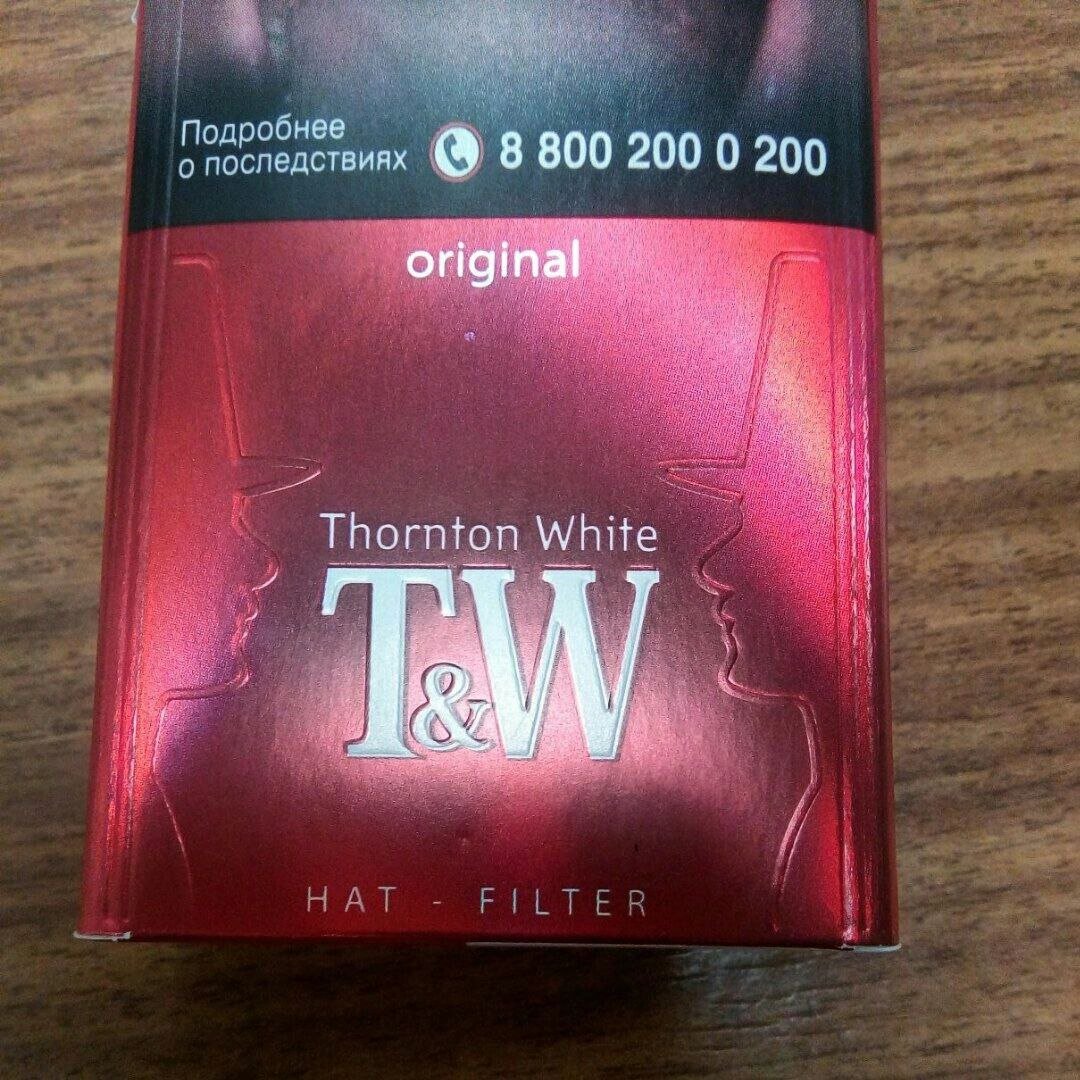 Подробнее
о последствиях
8 800 200 0 200
original
Thornton White
T&W
HAT - FILTER